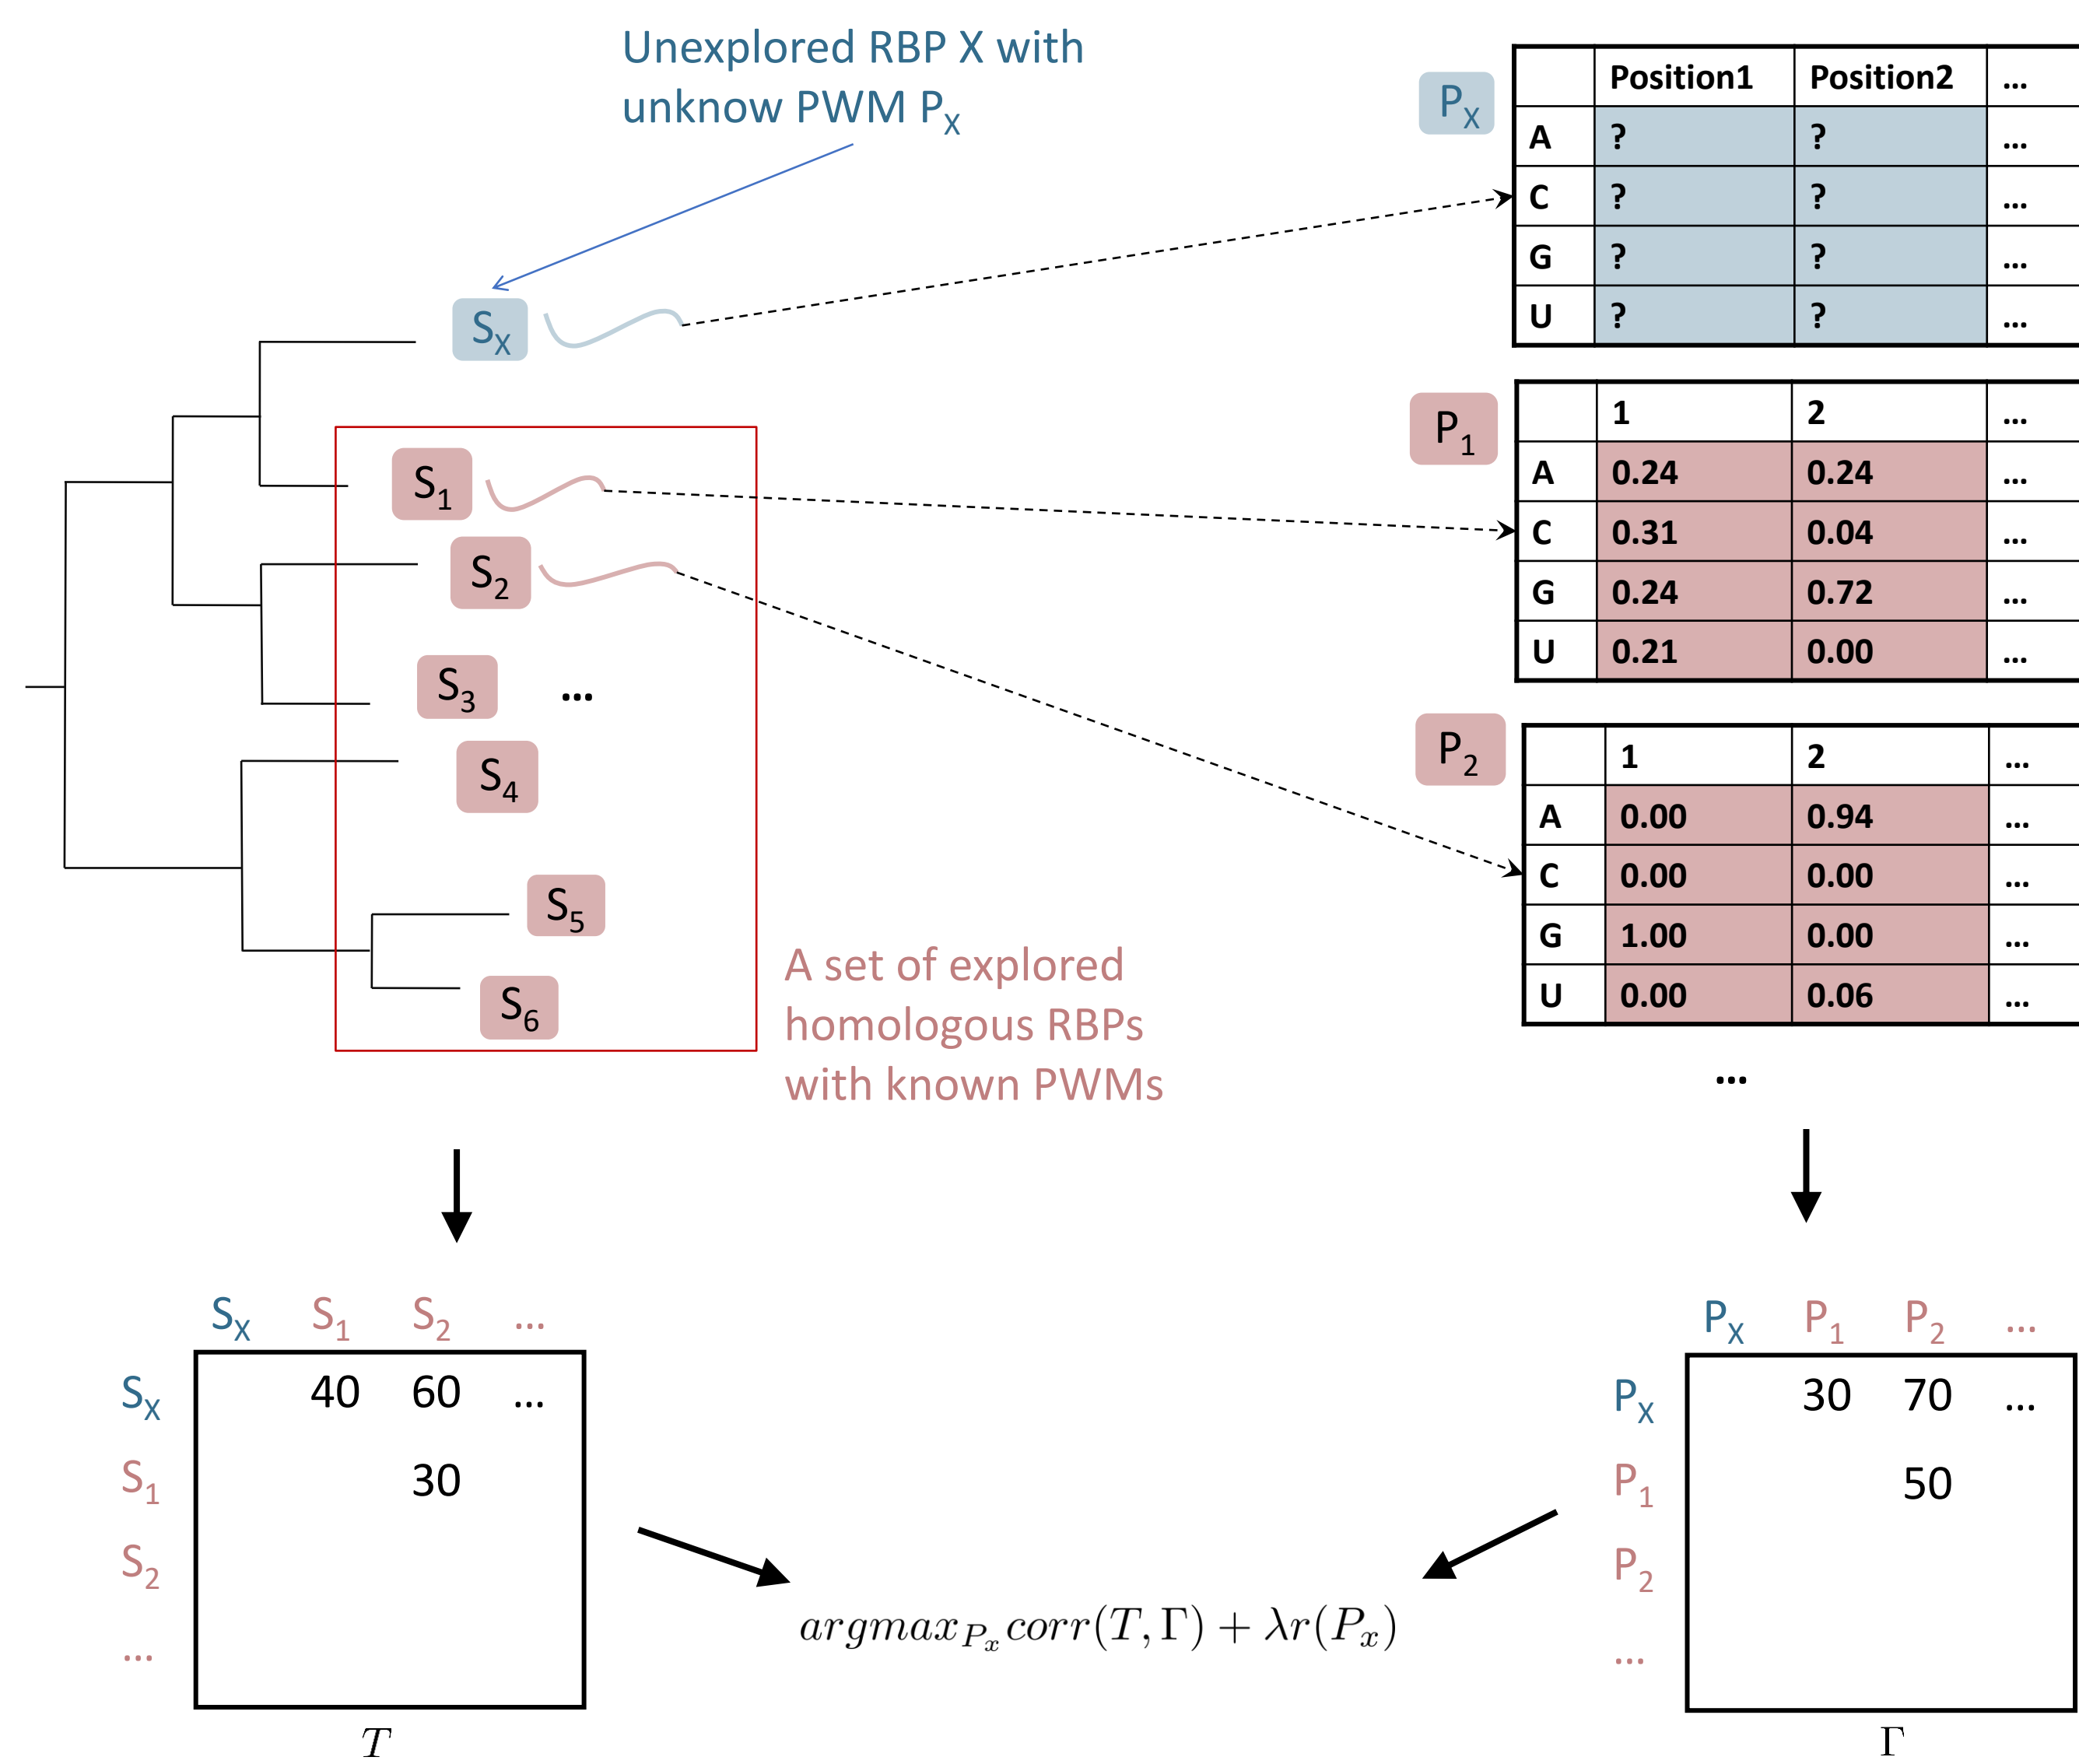 Unexplored RBP X with
unknow PWM PX
PX
Position1 Position2 ...
A ? ? ...
C ? ? ...
G ? ? ...
U ? ? ...
SX
S1
S2
S3 ...
S4
S5
S6
P1
1 2 ...
A 0.24 0.24 ...
C 0.31 0.04 ...
G 0.24 0.72 ...
U 0.21 0.00 ...
P2
1 2 ...
A 0.00 0.94 ...
C 0.00 0.00 ...
G 1.00 0.00 ...
U 0.00 0.06 ...
...
A set of explored
homologous RBPs
with known PWMs
SX S1 S2 ...
SX 40 60 ...
S1 30
S2
...
T
PX P1 P2 ...
PX 30 70 ...
P1 50
P2
...
Γ
argmaxPx corr(T, Γ) + λr(Px)